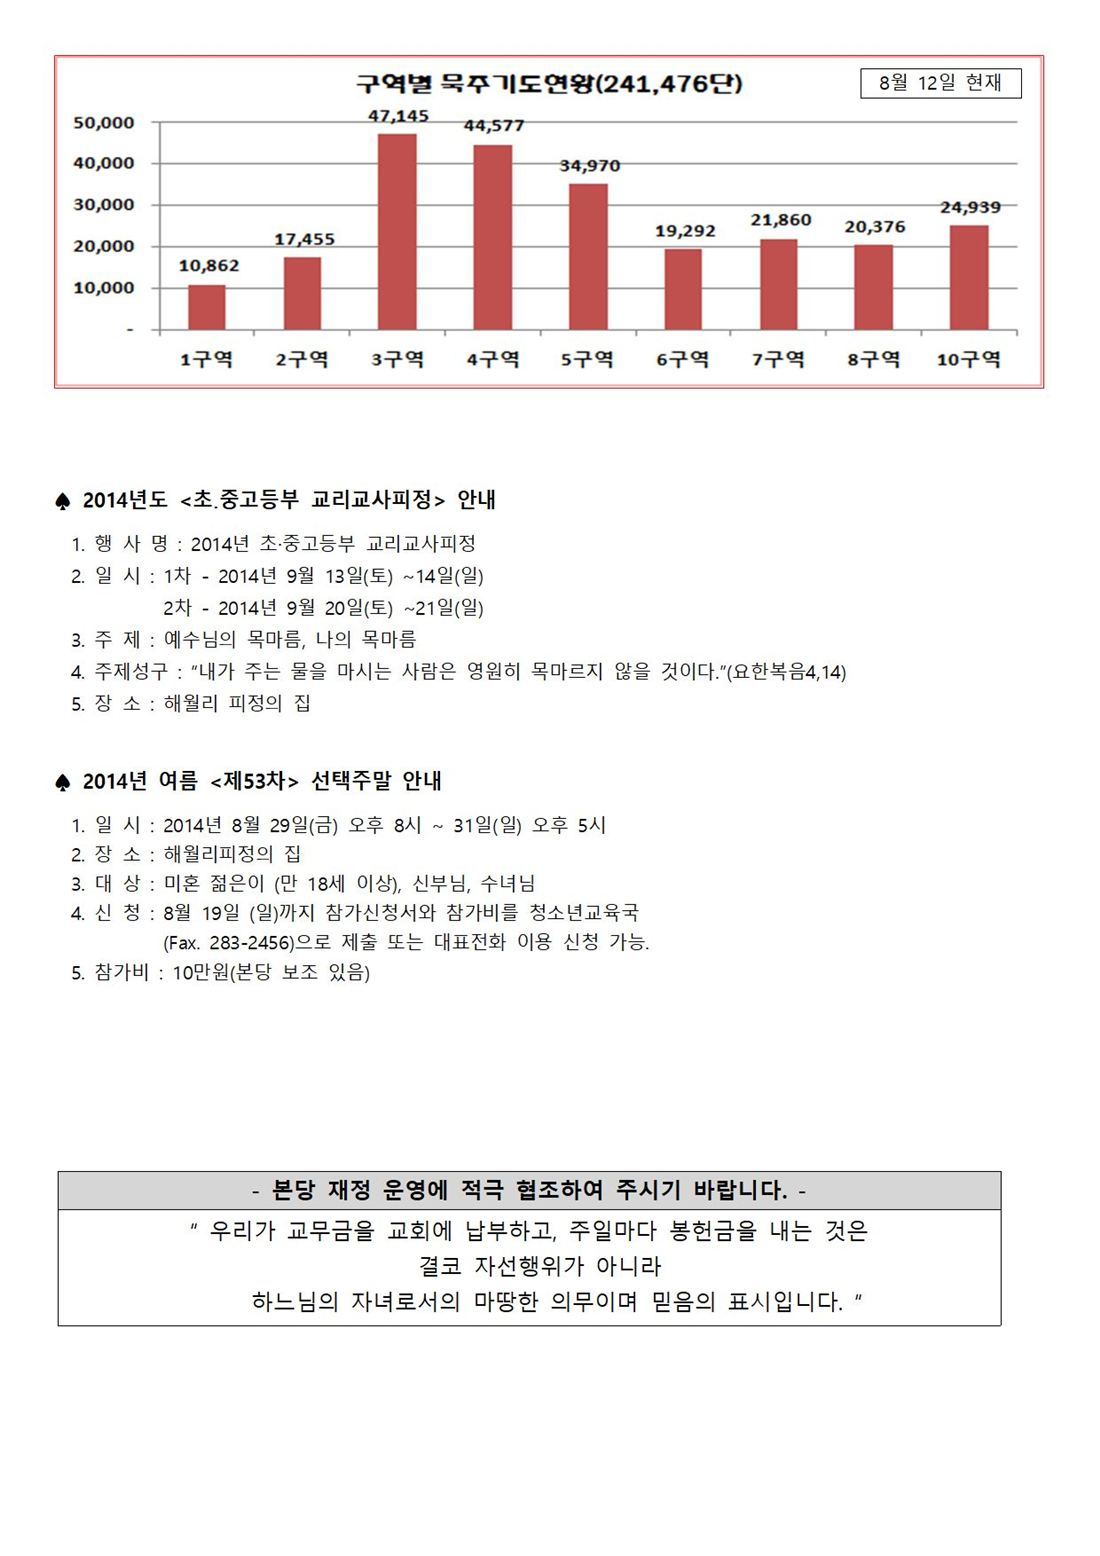 구역별 묵주기도현황(241,476단)
8월 12일 현재
50,000
40,000
30,000
20,000
10,000
-
10,862
17,455
47,145
44,577
34,970
19,292
21,860
20,376
24,939
1구역 2구역 3구역 4구역 5구역 6구역 7구역 8구역 10구역
♠ 2014년도 <초.중고등부 교리교사피정> 안내
1. 행 사 명 : 2014년 초·중고등부 교리교사피정
2. 일 시 : 1차 - 2014년 9월 13일(토) ~14일(일)
2차 - 2014년 9월 20일(토) ~21일(일)
3. 주 제 : 예수님의 목마름, 나의 목마름
4. 주제성구 : “내가 주는 물을 마시는 사람은 영원히 목마르지 않을 것이다.”(요한복음4,14)
5. 장 소 : 해월리 피정의 집
♠ 2014년 여름 <제53차> 선택주말 안내
1. 일 시 : 2014년 8월 29일(금) 오후 8시 ~ 31일(일) 오후 5시
2. 장 소 : 해월리피정의 집
3. 대 상 : 미혼 젊은이 (만 18세 이상), 신부님, 수녀님
4. 신 청 : 8월 19일 (일)까지 참가신청서와 참가비를 청소년교육국
(Fax. 283-2456)으로 제출 또는 대표전화 이용 신청 가능.
5. 참가비 : 10만원(본당 보조 있음)
- 본당 재정 운영에 적극 협조하여 주시기 바랍니다. -
“ 우리가 교무금을 교회에 납부하고, 주일마다 봉헌금을 내는 것은
결코 자선행위가 아니라
하느님의 자녀로서의 마땅한 의무이며 믿음의 표시입니다. “